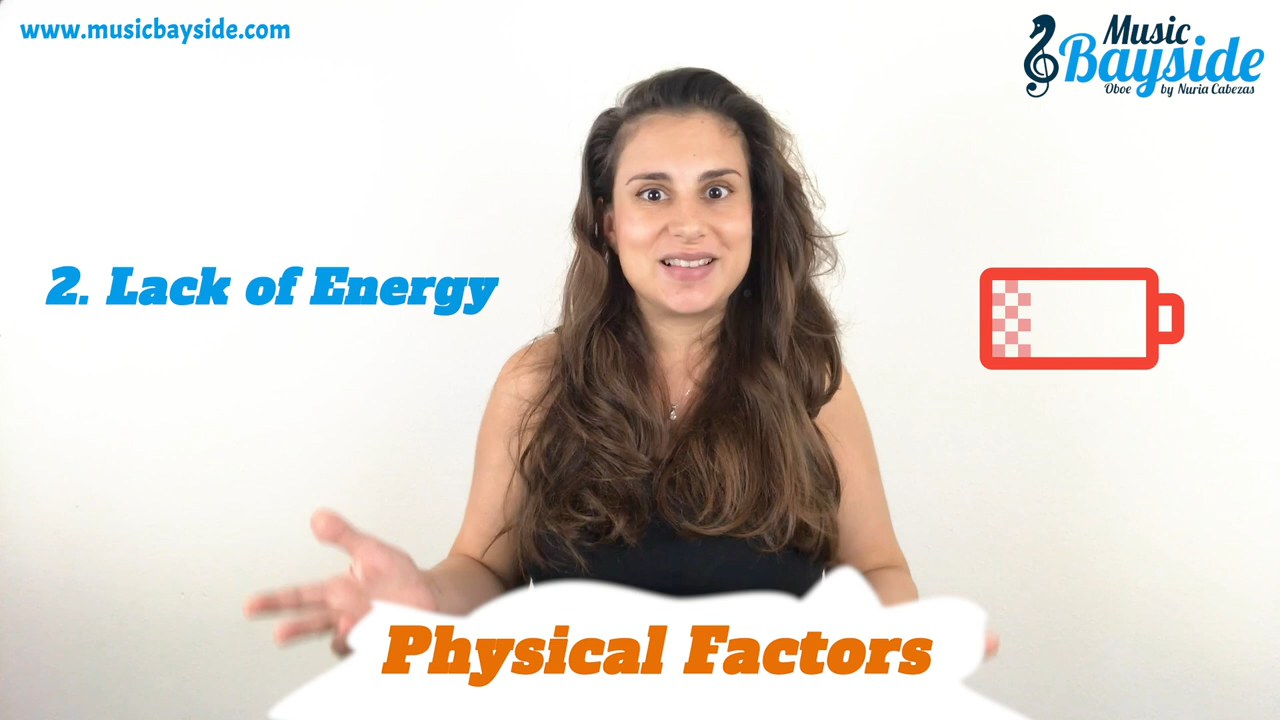 www.musicbayside.com
Music
Bayside
Oboe by Nuria Cabezas
2. Lack of Energy
Physical Factors